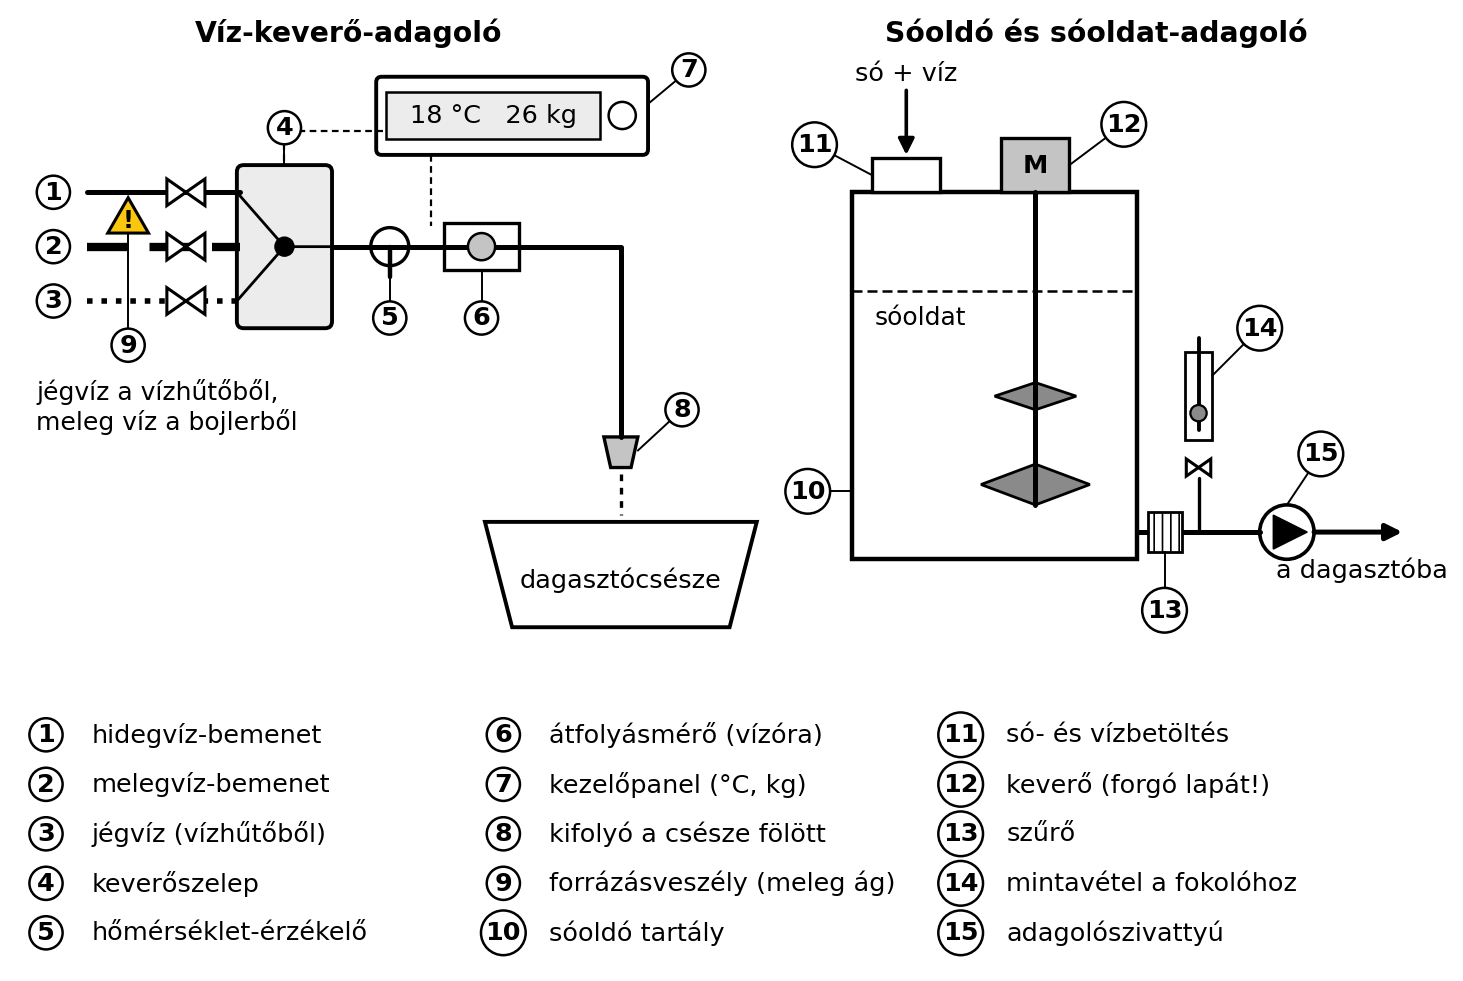 Víz-keverő-adagoló
Sóoldó és sóoldat-adagoló
só + víz
7
18 °C 26 kg
4
11
12
M
1
!
2
3
5
6
9
jégvíz a vízhűtőből,
meleg víz a bojlerből
8
sóoldat
14
10
15
dagasztócsésze
a dagasztóba
13
1 hidegvíz-bemenet
2 melegvíz-bemenet
3 jégvíz (vízhűtőből)
4 keverőszelep
5 hőmérséklet-érzékelő
6 átfolyásmérő (vízóra)
7 kezelőpanel (°C, kg)
8 kifolyó a csésze fölött
9 forrázásveszély (meleg ág)
10 sóoldó tartály
11 só- és vízbetöltés
12 keverő (forgó lapát!)
13 szűrő
14 mintavétel a fokolóhoz
15 adagolószivattyú